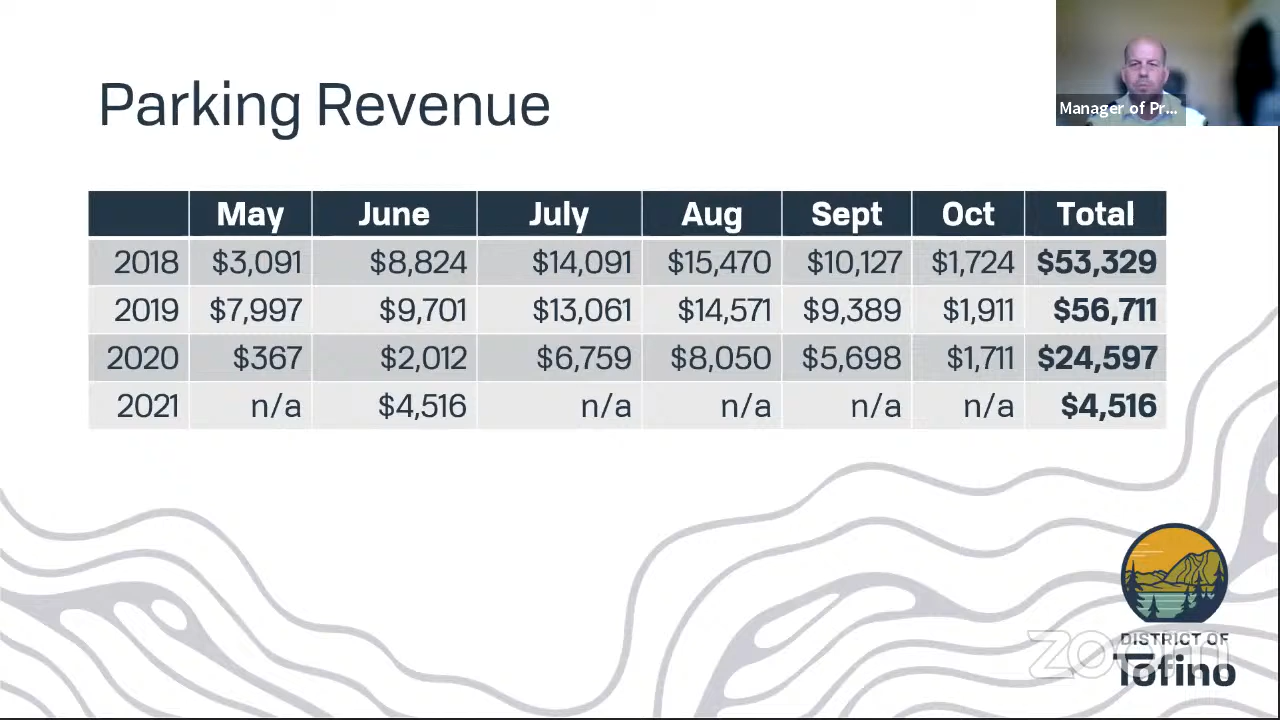 Manager of Pr...
Parking Revenue
May June July Aug Sept Oct Total
2018 $3,091 $8,824 $14,091 $15,470 $10,127 $1,724 $53,329
2019 $7,997 $9,701 $13,061 $14,571 $9,389 $1,911 $56,711
2020 $367 $2,012 $6,759 $8,050 $5,698 $1,711 $24,597
2021 n/a $4,516 n/a n/a n/a n/a $4,516
DISTRICT OF
zoom
Tofino